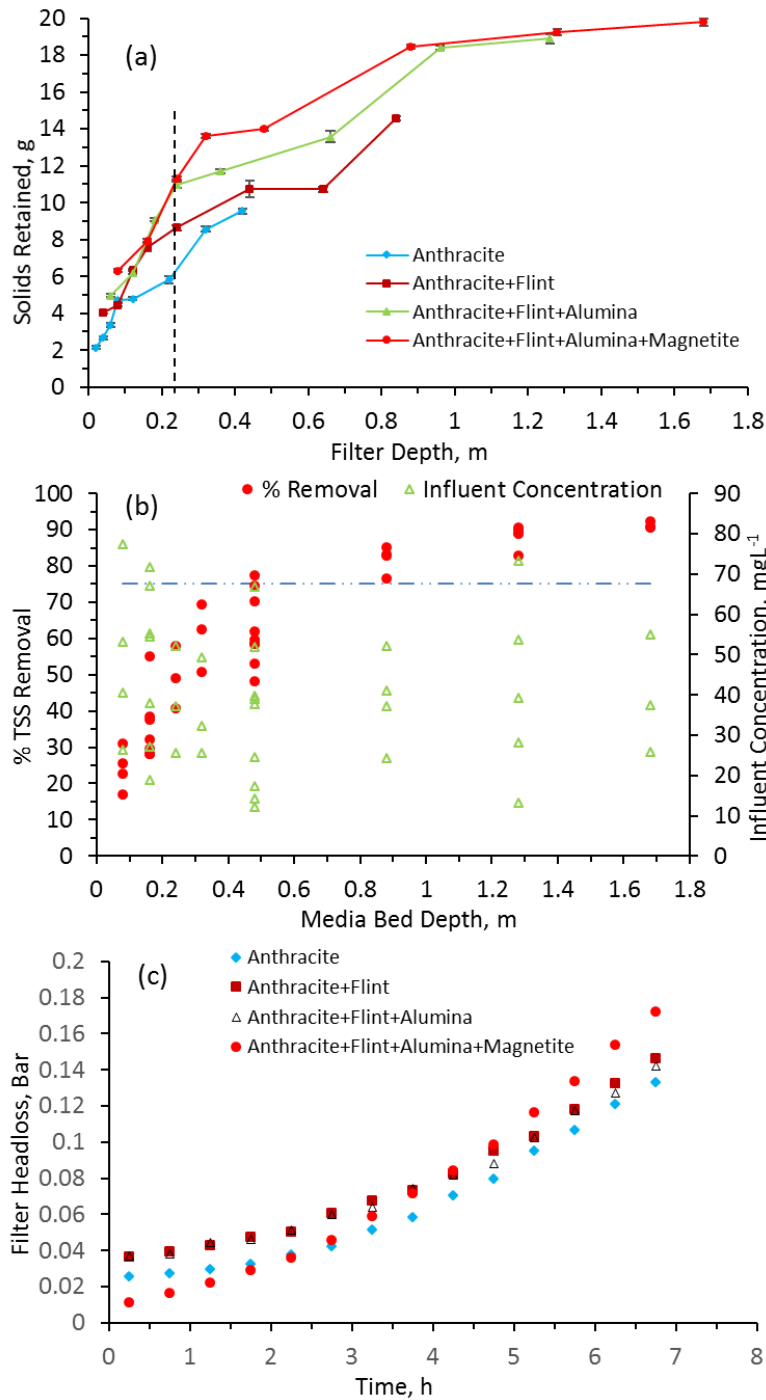 (a)
Solids Retained, g
20
18
16
14
12
10
8
6
4
2
0
Anthracite
Anthracite+Flint
Anthracite+Flint+Alumina
Anthracite+Flint+Alumina+Magnetite
0 0.2 0.4 0.6 0.8 1 1.2 1.4 1.6 1.8
Filter Depth, m
(b)
% Removal Influent Concentration
% TSS Removal
100
90
80
70
60
50
40
30
20
10
0
90
80
70
60
50
40
30
20
10
0
Influent Concentration, mgL⁻¹
0 0.2 0.4 0.6 0.8 1 1.2 1.4 1.6 1.8
Media Bed Depth, m
(c)
Anthracite
Anthracite+Flint
Anthracite+Flint+Alumina
Anthracite+Flint+Alumina+Magnetite
Filter Headloss, Bar
0.2
0.18
0.16
0.14
0.12
0.1
0.08
0.06
0.04
0.02
0
0 1 2 3 4 5 6 7 8
Time, h